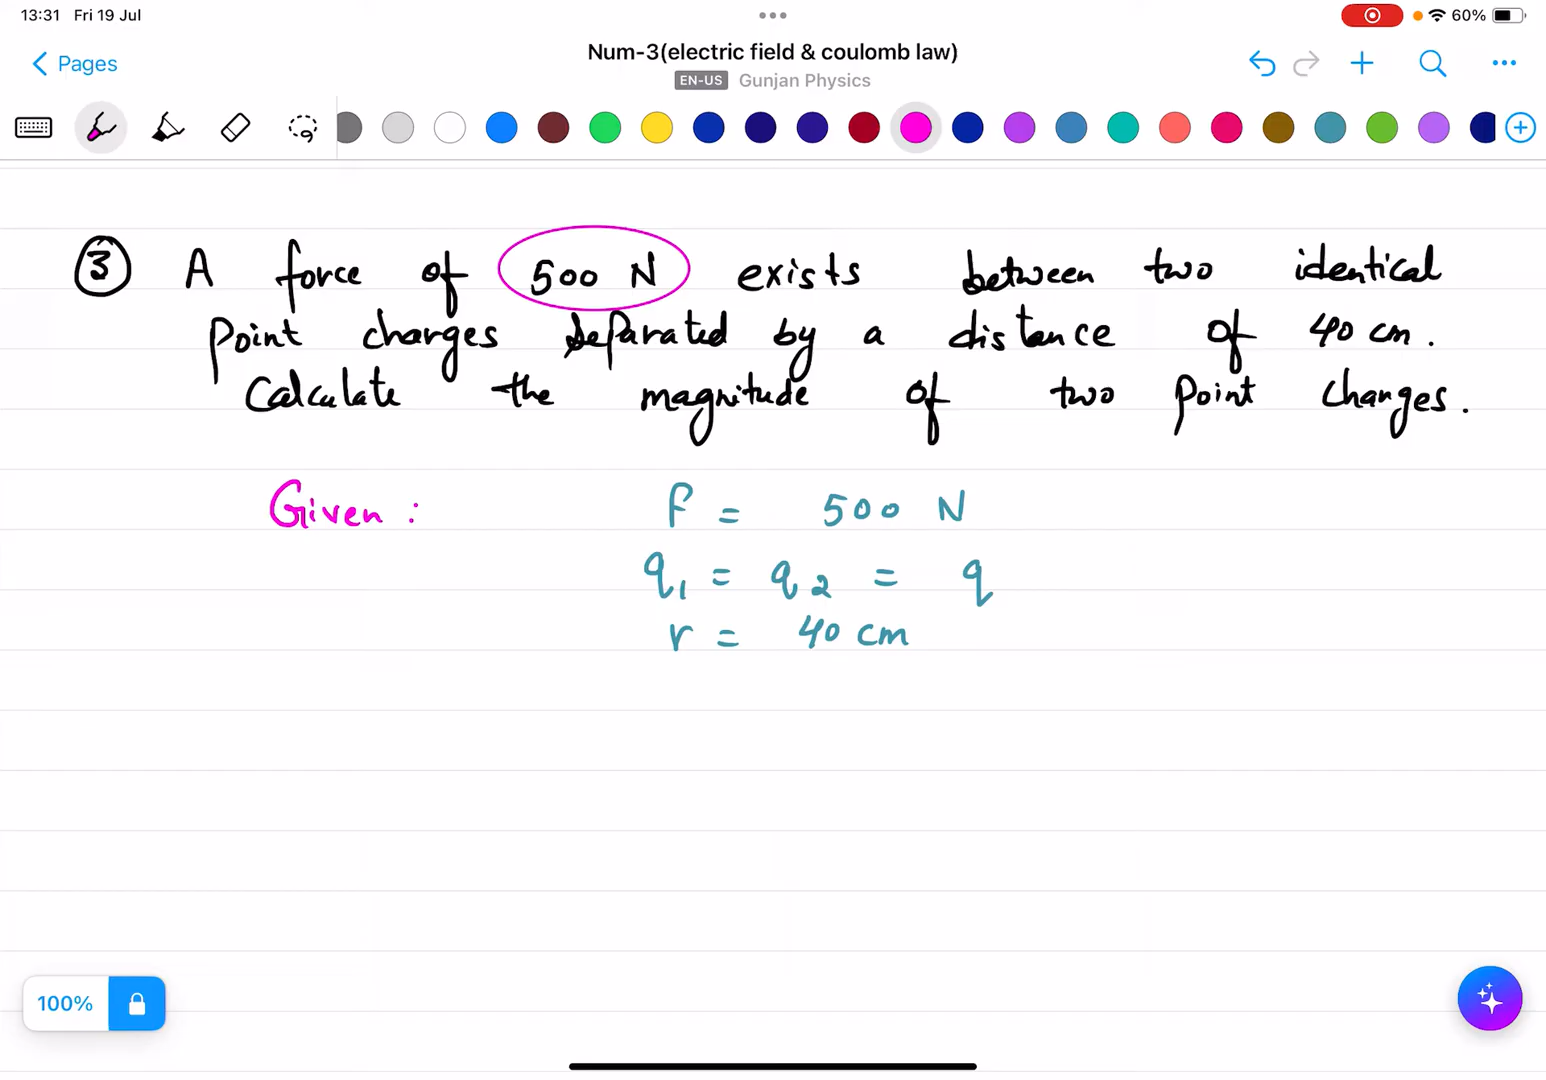 13:31 Fri 19 Jul
60%
Pages
Num-3(electric field & coulomb law)
EN-US Gunjan Physics
③ A force of 500 N exists between two identical
point charges separated by a distance of 40 cm.
Calculate the magnitude of two point charges.
Given : F = 500 N
q₁ = q₂ = q
r = 40 cm
100%